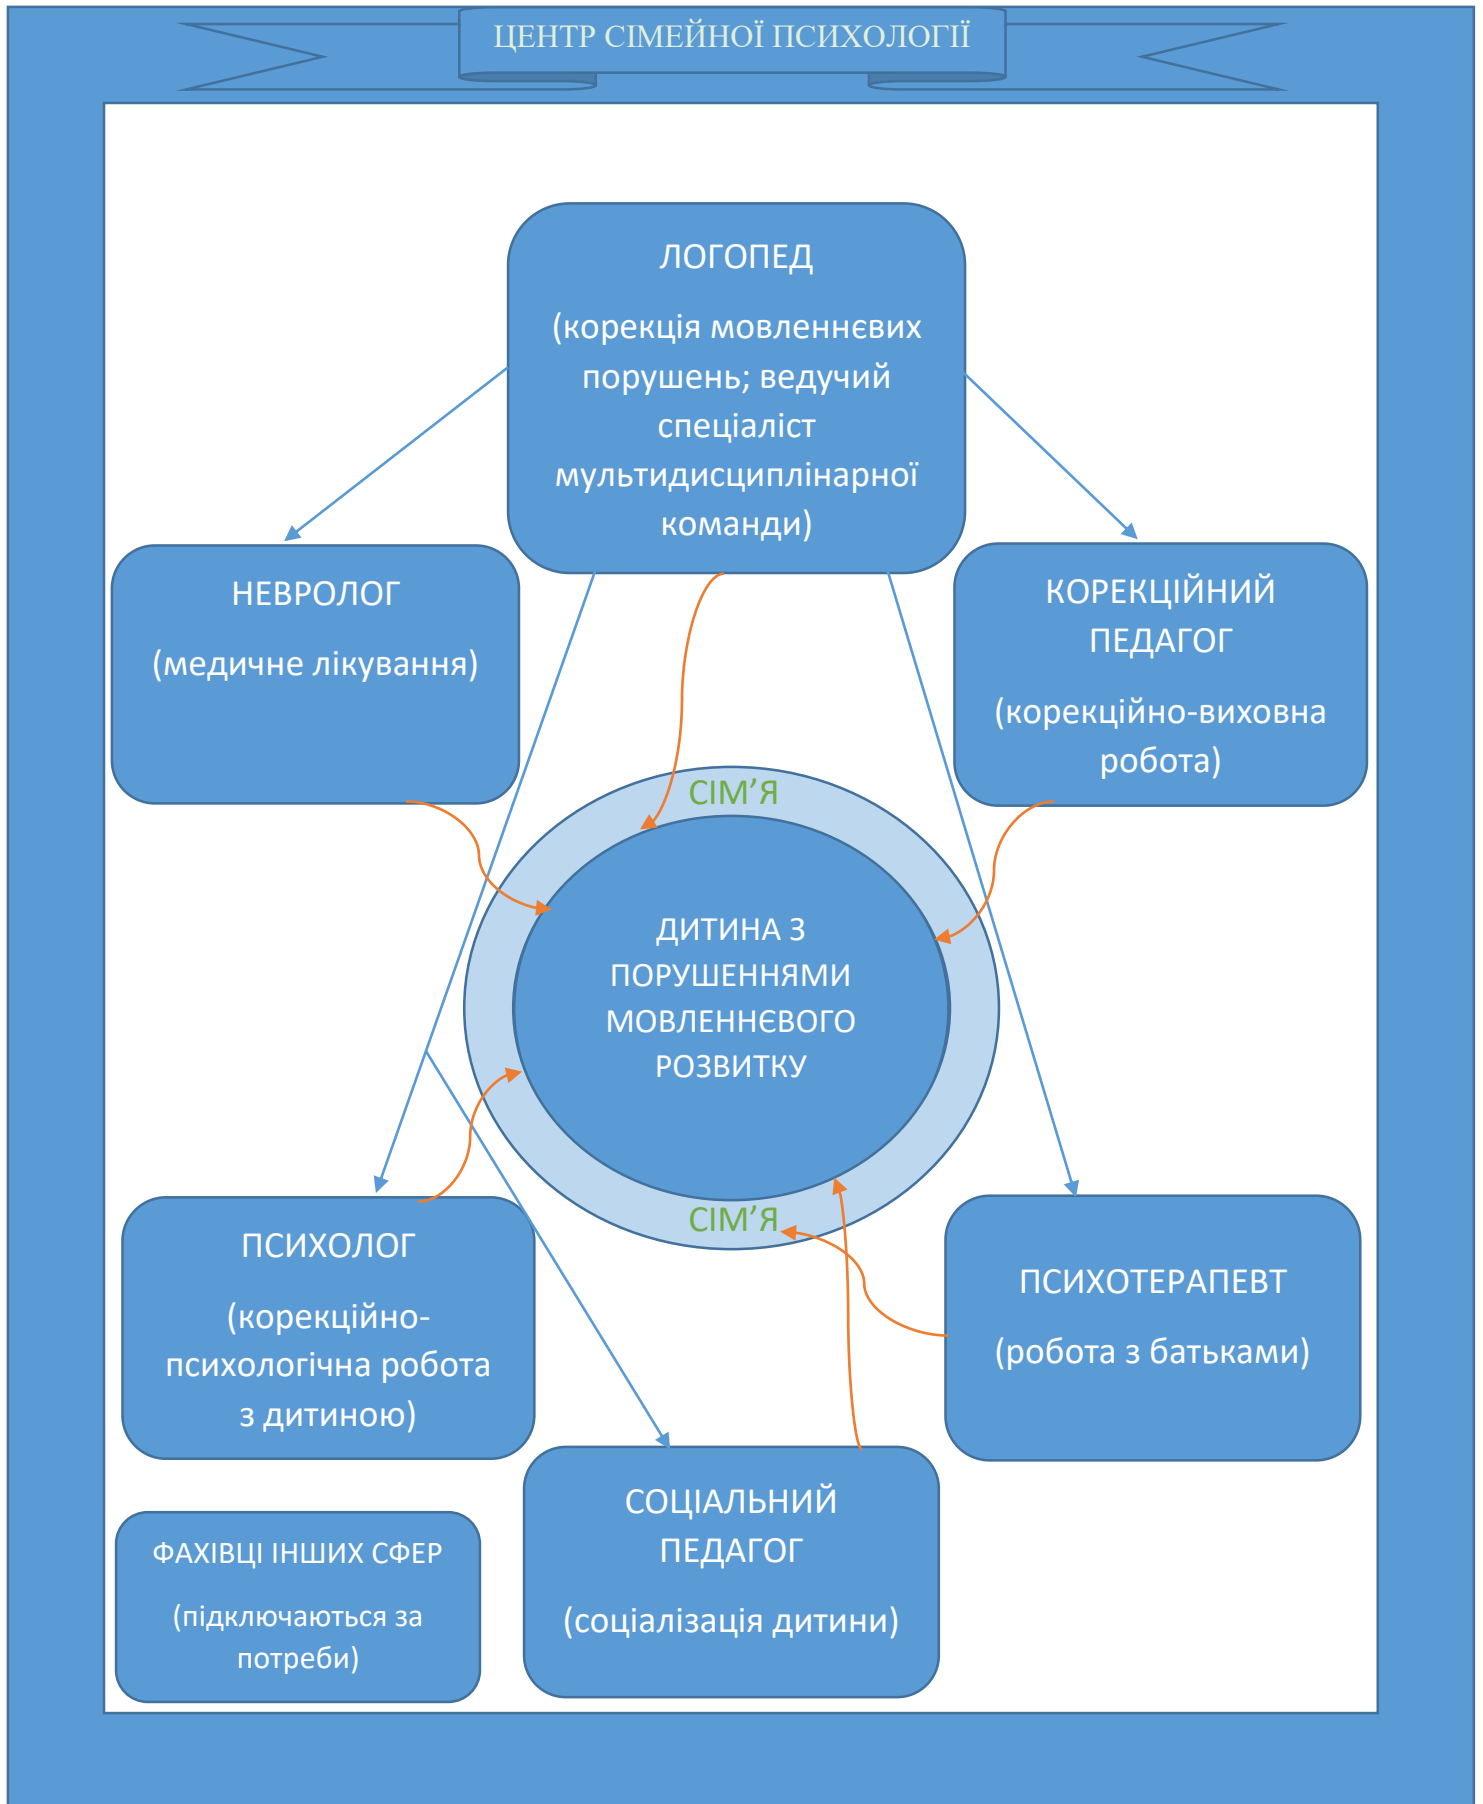 ЦЕНТР СІМЕЙНОЇ ПСИХОЛОГІЇ
ЛОГОПЕД
(корекція мовленнєвих
порушень; ведучий
спеціаліст
мультидисциплінарної
команди)
НЕВРОЛОГ
(медичне лікування)
КОРЕКЦІЙНИЙ
ПЕДАГОГ
(корекційно-виховна
робота)
СІМ’Я
ДИТИНА З
ПОРУШЕННЯМИ
МОВЛЕННЄВОГО
РОЗВИТКУ
СІМ’Я
ПСИХОЛОГ
(корекційно-
психологічна робота
з дитиною)
ПСИХОТЕРАПЕВТ
(робота з батьками)
СОЦІАЛЬНИЙ
ПЕДАГОГ
(соціалізація дитини)
ФАХІВЦІ ІНШИХ СФЕР
(підключаються за
потреби)